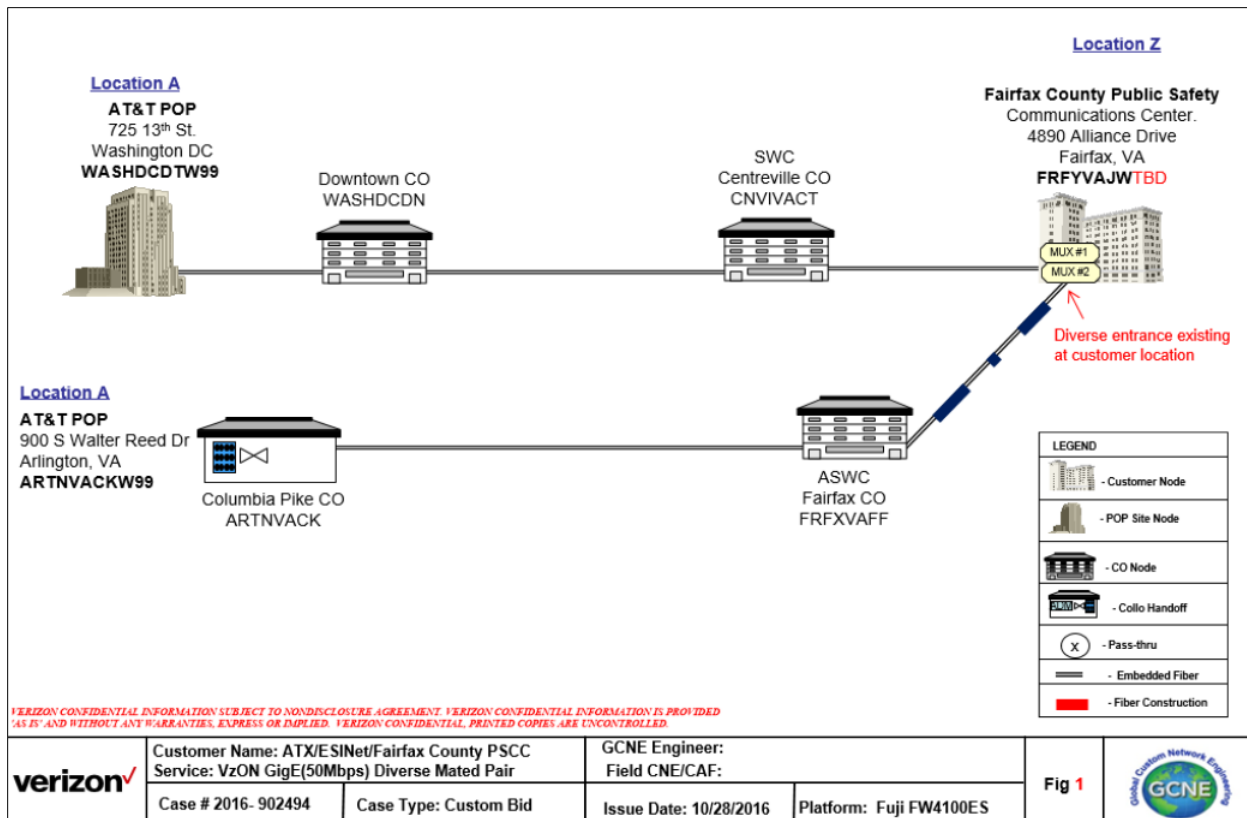 Location Z
Location A
AT&T POP
725 13th St.
Washington DC
WASHDCDTW99
Downtown CO
WASHDCDN
SWC
Centreville CO
CNVIVACT
Fairfax County Public Safety
Communications Center.
4890 Alliance Drive
Fairfax, VA
FRFYVAJWTBD
MUX #1
MUX #2
Diverse entrance existing
at customer location
Location A
AT&T POP
900 S Walter Reed Dr
Arlington, VA
ARTNVACKW99
Columbia Pike CO
ARTNVACK
ASWC
Fairfax CO
FRFXVAFF
LEGEND
- Customer Node
- POP Site Node
- CO Node
ADM
- Collo Handoff
X
- Pass-thru
- Embedded Fiber
- Fiber Construction
VERIZON CONFIDENTIAL INFORMATION SUBJECT TO NONDISCLOSURE AGREEMENT. VERIZON CONFIDENTIAL INFORMATION IS PROVIDED
'AS IS' AND WITHOUT ANY WARRANTIES, EXPRESS OR IMPLIED. VERIZON CONFIDENTIAL, PRINTED COPIES ARE UNCONTROLLED.
verizon
Customer Name: ATX/ESINet/Fairfax County PSCC
Service: VzON GigE(50Mbps) Diverse Mated Pair
GCNE Engineer:
Field CNE/CAF:
Case # 2016- 902494
Case Type: Custom Bid
Issue Date: 10/28/2016
Platform: Fuji FW4100ES
Fig 1
Global Custom Network Engineering
GCNE